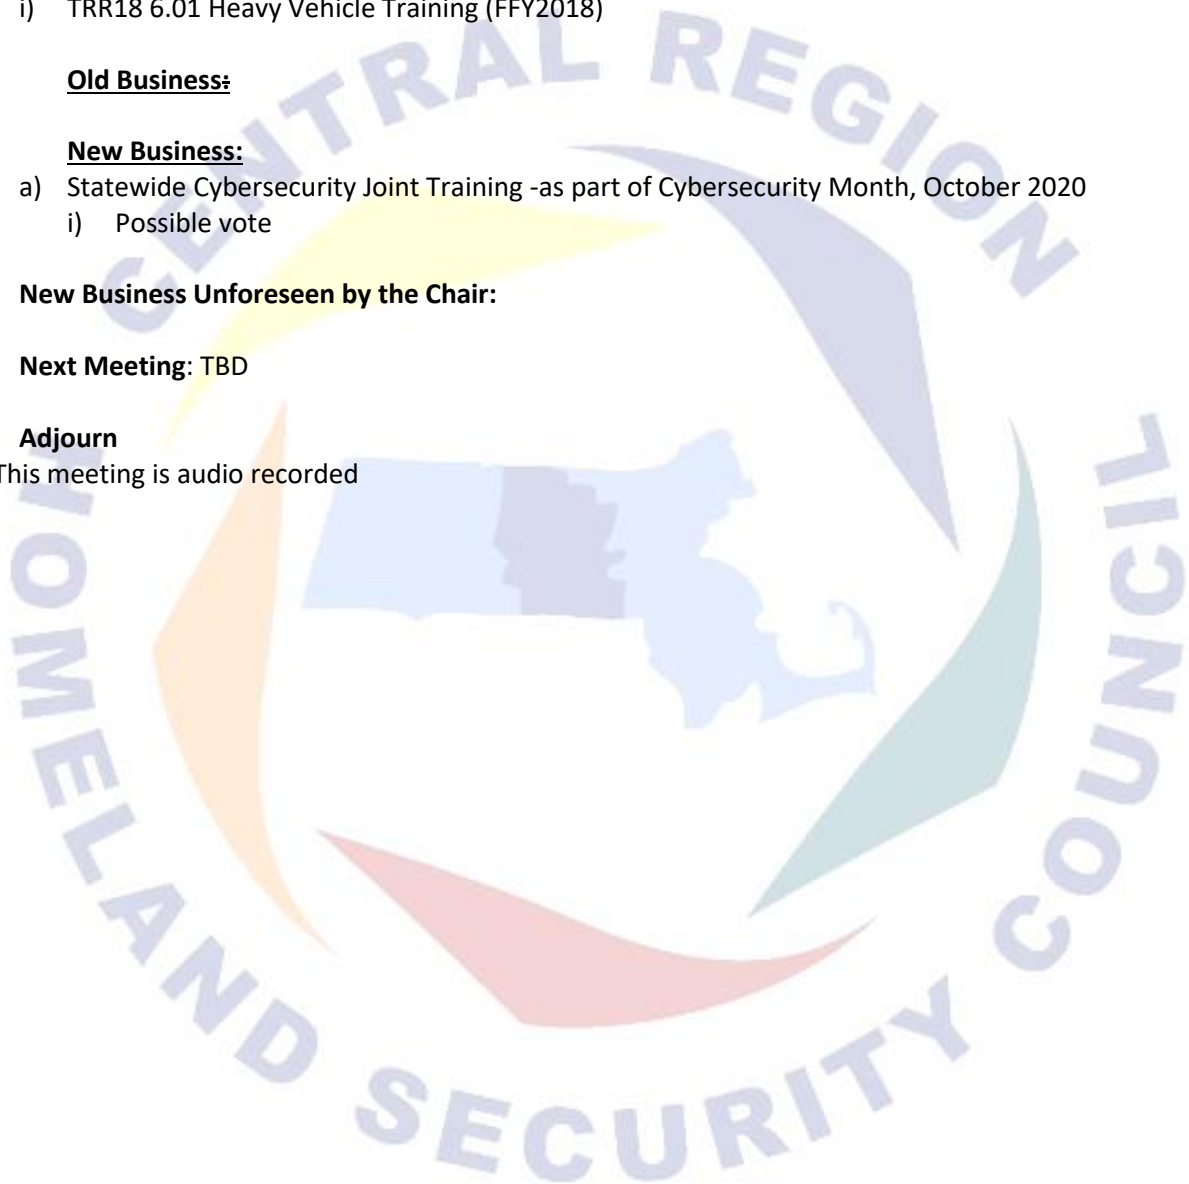 i) TRR18 6.01 Heavy Vehicle Training (FFY2018)
Old Business:
New Business:
a) Statewide Cybersecurity Joint Training -as part of Cybersecurity Month, October 2020
i) Possible vote
New Business Unforeseen by the Chair:
Next Meeting: TBD
Adjourn
This meeting is audio recorded
CENTRAL REGION
HOMELAND SECURITY COUNCIL